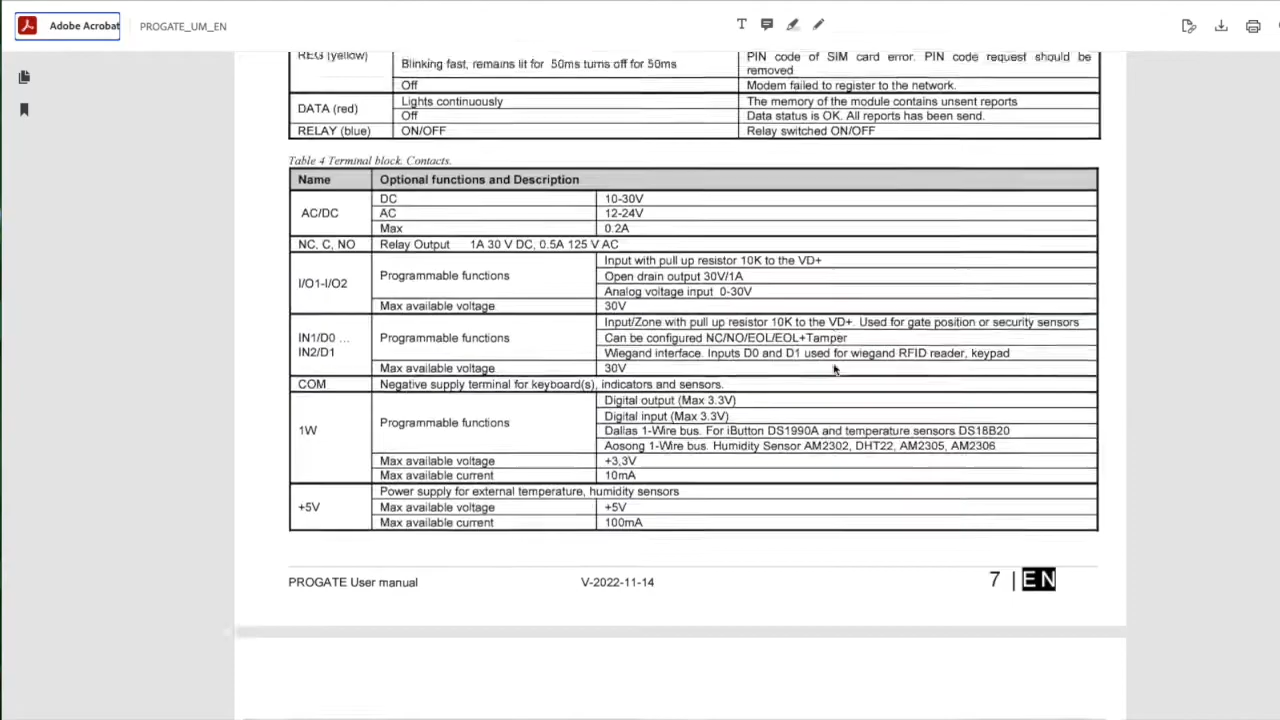 Adobe Acrobat
PROGATE_UM_EN
REG (yellow)
Blinking fast, remains lit for 50ms turns off for 50ms
PIN code of SIM card error. PIN code request should be
removed
Off
Modem failed to register to the network.
DATA (red)
Lights continuously
The memory of the module contains unsent reports
Off
Data status is OK. All reports has been send.
RELAY (blue)
ON/OFF
Relay switched ON/OFF
Table 4 Terminal block. Contacts.
Name
Optional functions and Description
AC/DC
DC
10-30V
AC
12-24V
Max
0.2A
NC, C, NO
Relay Output 1A 30 V DC, 0.5A 125 V AC
I/O1-I/O2
Programmable functions
Input with pull up resistor 10K to the VD+
Open drain output 30V/1A
Analog voltage input 0-30V
Max available voltage
30V
IN1/D0 ...
IN2/D1
Programmable functions
Input/Zone with pull up resistor 10K to the VD+ Used for gate position or security sensors
Can be configured NC/NO/EOL/EOL+Tamper
Wiegand interface. Inputs D0 and D1 used for wiegand RFID reader, keypad
Max available voltage
30V
COM
Negative supply terminal for keyboard(s), indicators and sensors.
1W
Programmable functions
Digital output (Max 3.3V)
Digital input (Max 3.3V)
Dallas 1-Wire bus. For iButton DS1990A and temperature sensors DS18B20
Aosong 1-Wire bus. Humidity Sensor AM2302, DHT22, AM2305, AM2306
Max available voltage
+3,3V
Max available current
10mA
+5V
Power supply for external temperature, humidity sensors
Max available voltage
+5V
Max available current
100mA
PROGATE User manual
V-2022-11-14
7 | EN